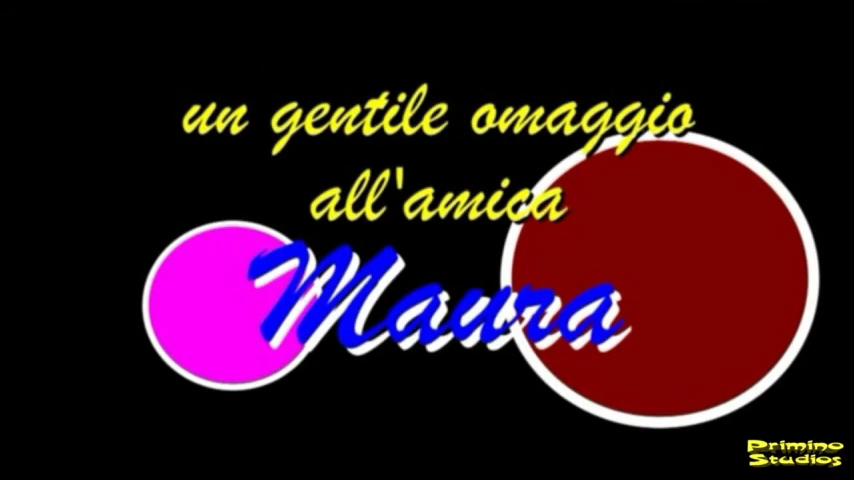 un gentile omaggio
all'amica
Maura
Primino
Studios